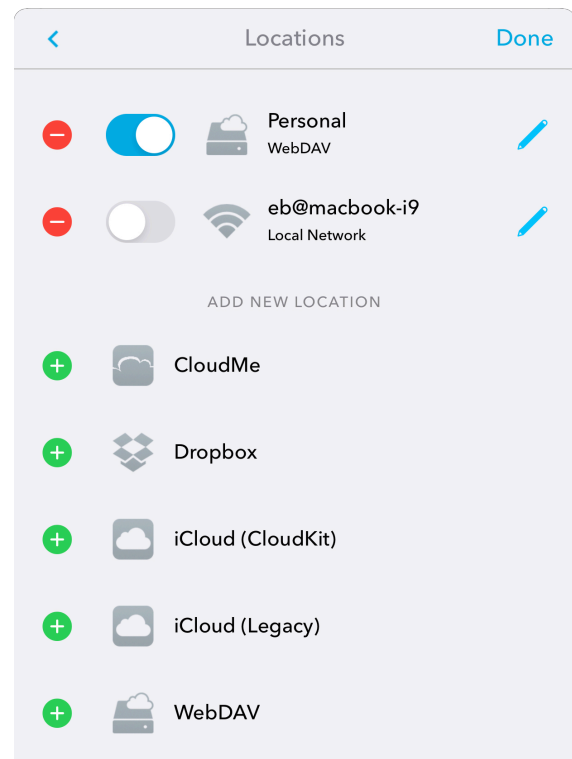 Locations
Done
Personal
WebDAV
eb@macbook-i9
Local Network
ADD NEW LOCATION
CloudMe
Dropbox
iCloud (CloudKit)
iCloud (Legacy)
WebDAV